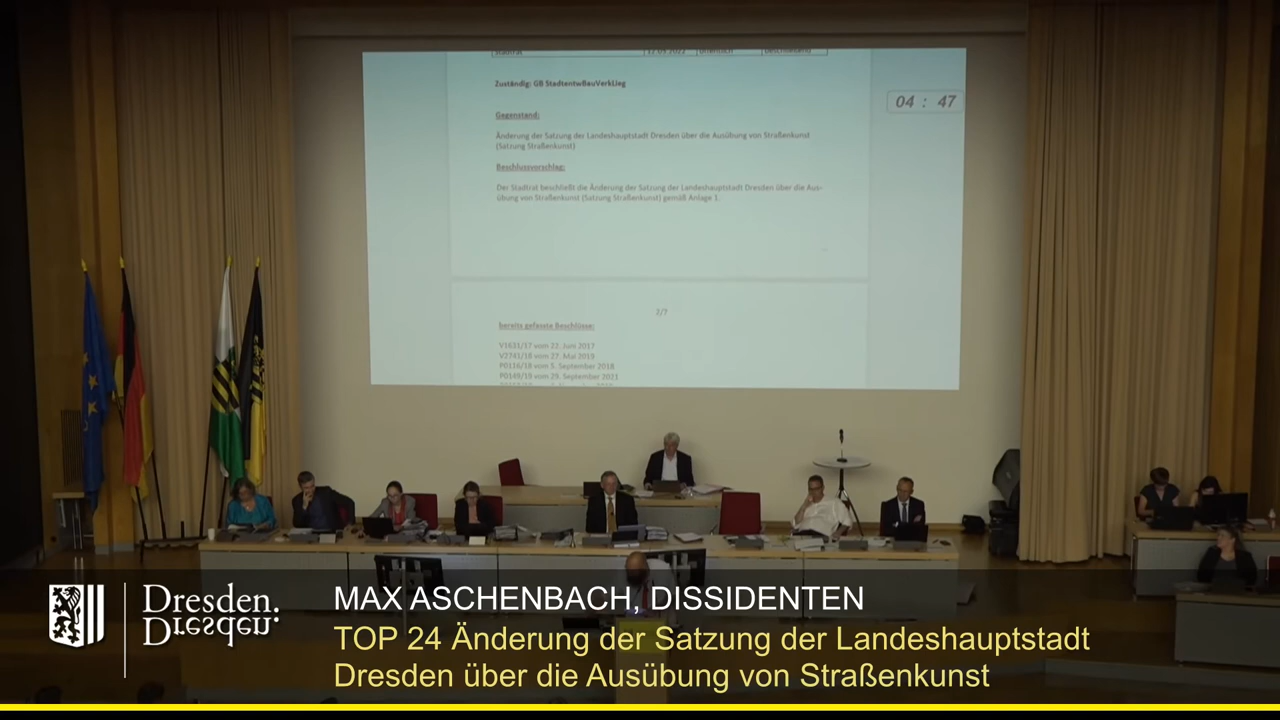 Stadtrat
Zuständig: GB StadtentwBauVerkLieg
04 : 47
Gegenstand:
Änderung der Satzung der Landeshauptstadt Dresden über die Ausübung von Straßenkunst
(Satzung Straßenkunst)
Beschlussvorschlag:
Der Stadtrat beschließt die Änderung der Satzung der Landeshauptstadt Dresden über die Aus-
übung von Straßenkunst (Satzung Straßenkunst) gemäß Anlage 1.
bereits gefasste Beschlüsse:
V1631/17 vom 22. Juni 2017
V2741/18 vom 27. Mai 2019
P0116/18 vom 5. September 2018
P0149/19 vom 29. September 2021
Dresden.
Dresden.
MAX ASCHENBACH, DISSIDENTEN
TOP 24 Änderung der Satzung der Landeshauptstadt
Dresden über die Ausübung von Straßenkunst